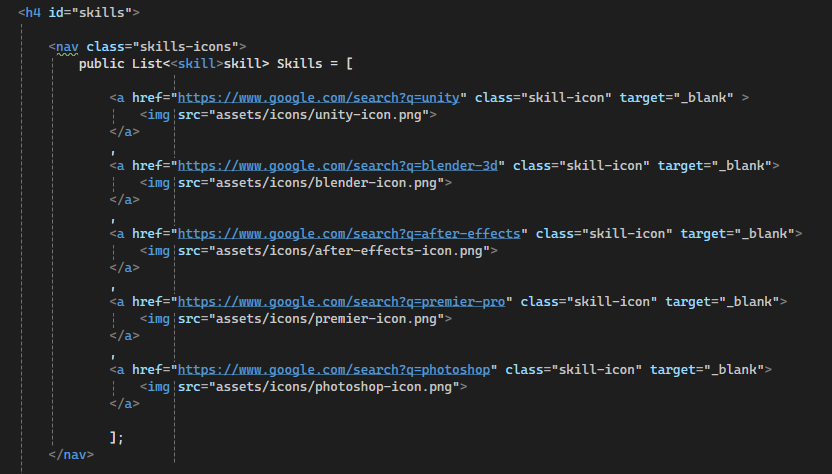 <h4 id="skills">
<nav class="skills-icons">
public List<<skill>skill> Skills = [
<a href="https://www.google.com/search?q=unity" class="skill-icon" target="_blank" >
<img src="assets/icons/unity-icon.png">
</a>
,
<a href="https://www.google.com/search?q=blender-3d" class="skill-icon" target="_blank">
<img src="assets/icons/blender-icon.png">
</a>
,
<a href="https://www.google.com/search?q=after-effects" class="skill-icon" target="_blank">
<img src="assets/icons/after-effects-icon.png">
</a>
,
<a href="https://www.google.com/search?q=premier-pro" class="skill-icon" target="_blank">
<img src="assets/icons/premier-icon.png">
</a>
,
<a href="https://www.google.com/search?q=photoshop" class="skill-icon" target="_blank">
<img src="assets/icons/photoshop-icon.png">
</a>
];
</nav>